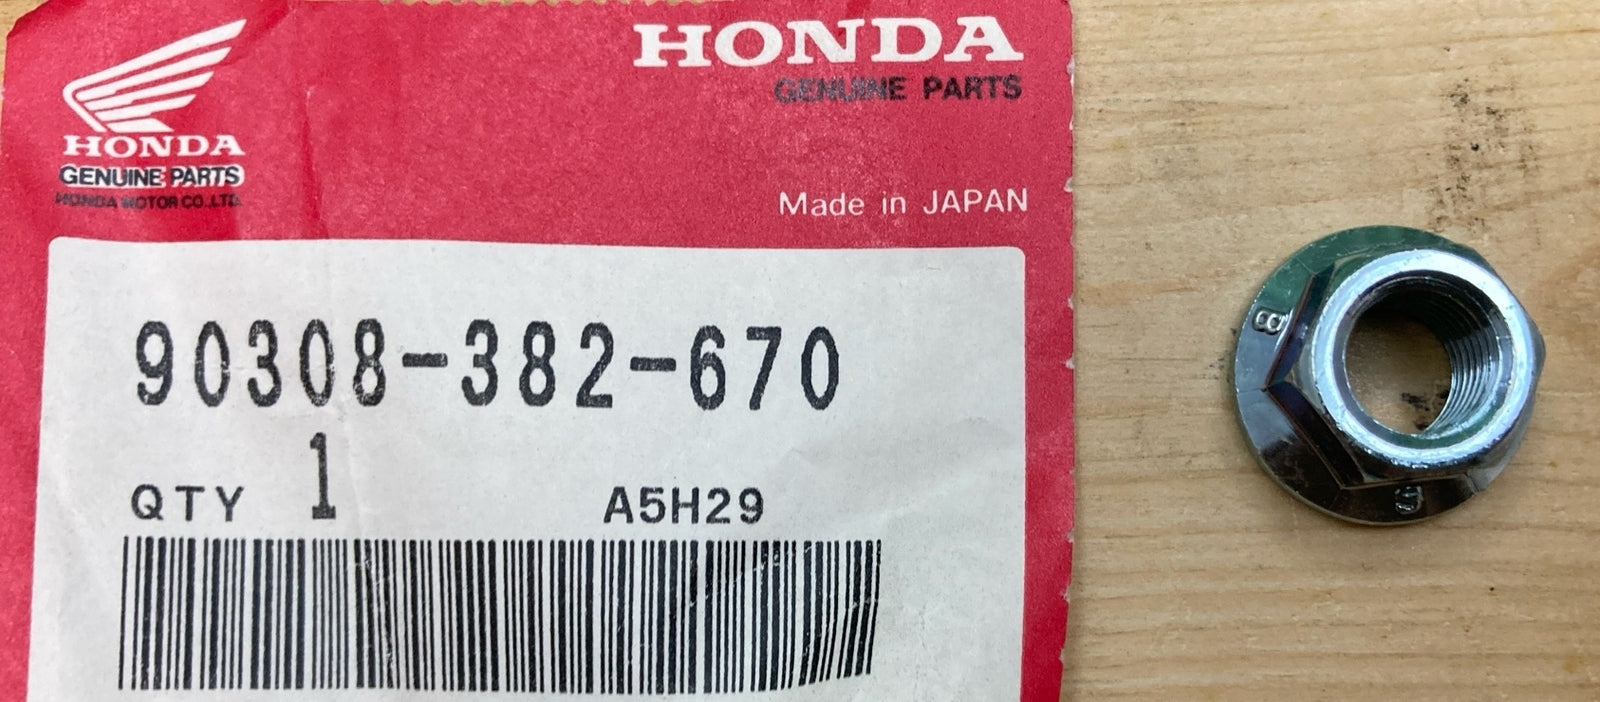 HONDA
GENUINE PARTS
HONDA MOTOR CO.,LTD.
HONDA
GENUINE PARTS
Made in JAPAN
90308-382-670
QTY 1 A5H29
8